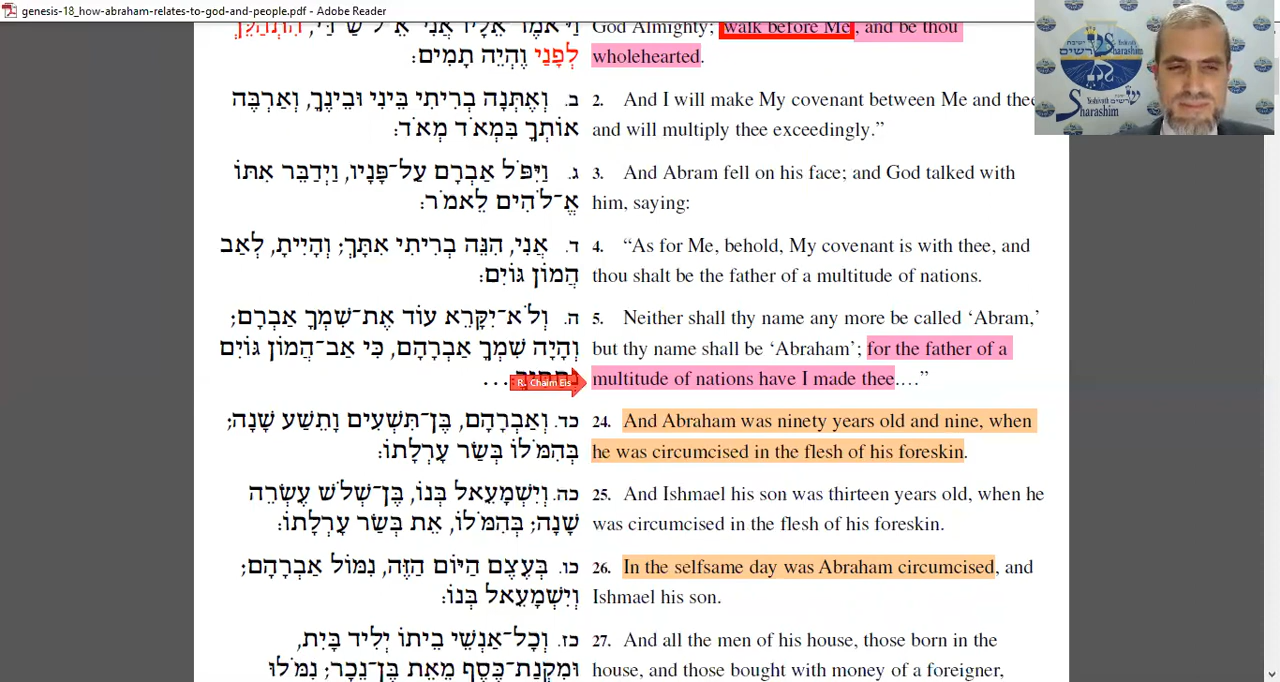 genesis-18_how-abraham-relates-to-god-and-people.pdf - Adobe Reader
וַיֹּאמֶר אֵלָיו אֲנִי אֵ־ל שַׁ־דַּי, הִתְהַלֵּךְ
לְפָנַי וֶהְיֵה תָמִים:
God Almighty; walk before Me, and be thou
wholehearted.
ב. וְאֶתְּנָה בְרִיתִי בֵּינִי וּבֵינֶךָ, וְאַרְבֶּה
אוֹתְךָ בִּמְאֹד מְאֹד:
2. And I will make My covenant between Me and thee
and will multiply thee exceedingly.”
ג. וַיִּפֹּל אַבְרָם עַל־פָּנָיו, וַיְדַבֵּר אִתּוֹ
אֱ־לֹהִים לֵאמֹר:
3. And Abram fell on his face; and God talked with
him, saying:
ד. אֲנִי, הִנֵּה בְרִיתִי אִתָּךְ; וְהָיִיתָ, לְאַב
הֲמוֹן גּוֹיִם:
4. “As for Me, behold, My covenant is with thee, and
thou shalt be the father of a multitude of nations.
ה. וְלֹא־יִקָּרֵא עוֹד אֶת־שִׁמְךָ אַבְרָם;
וְהָיָה שִׁמְךָ אַבְרָהָם, כִּי אַב־הֲמוֹן גּוֹיִם
...
R. Chaim Eis
5. Neither shall thy name any more be called ‘Abram,’
but thy name shall be ‘Abraham’; for the father of a
multitude of nations have I made thee….”
כד. וְאַבְרָהָם, בֶּן־תִּשְׁעִים וָתֵשַׁע שָׁנָה;
בְּהִמֹּלוֹ בְּשַׂר עָרְלָתוֹ:
24. And Abraham was ninety years old and nine, when
he was circumcised in the flesh of his foreskin.
כה. וְיִשְׁמָעֵאל בְּנוֹ, בֶּן־שְׁלֹשׁ עֶשְׂרֵה
שָׁנָה; בְּהִמֹּלוֹ, אֵת בְּשַׂר עָרְלָתוֹ:
25. And Ishmael his son was thirteen years old, when he
was circumcised in the flesh of his foreskin.
כו. בְּעֶצֶם הַיּוֹם הַזֶּה, נִמּוֹל אַבְרָהָם;
וְיִשְׁמָעֵאל בְּנוֹ:
26. In the selfsame day was Abraham circumcised, and
Ishmael his son.
כז. וְכָל־אַנְשֵׁי בֵיתוֹ יְלִיד בָּיִת,
וּמִקְנַת־כֶּסֶף מֵאֵת בֶּן־נֵכָר; נִמֹּלוּ
27. And all the men of his house, those born in the
house, and those bought with money of a foreigner,
ישיבת
שרשים
Yeshivath
Sharashim